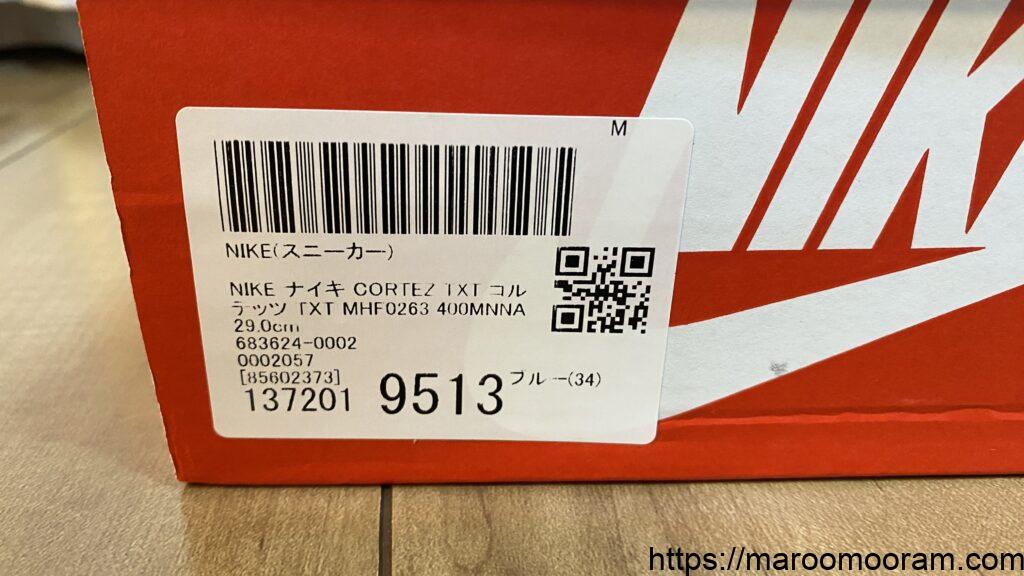 M
NIKE(スニーカー)
NIKE ナイキ CORTEZ TXT コル
テッツ TXT MHF0263 400MNNA
29.0cm
683624-0002
0002057
[85602373]
137201 9513 ブルー(34)
NIK
https://maroomooram.com